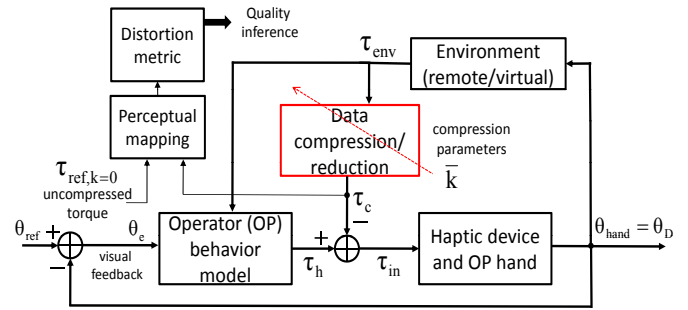 Distortion
metric
Quality
inference
τenv
Environment
(remote/virtual)
Perceptual
mapping
Data
compression/
reduction
compression
parameters
k̅
τref,k=0
uncompressed
torque
τc
θref
+
−
θe
visual
feedback
Operator (OP)
behavior
model
+
−
τh
τin
Haptic device
and OP hand
θhand = θD